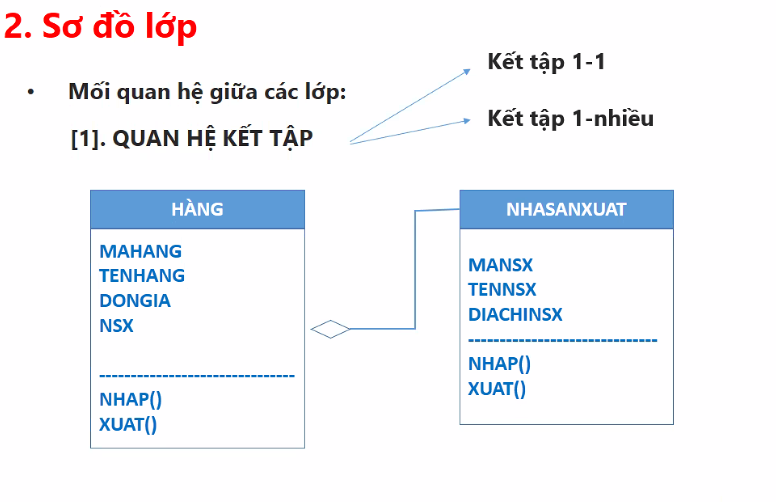 2. Sơ đồ lớp
• Mối quan hệ giữa các lớp:
[1]. QUAN HỆ KẾT TẬP
Kết tập 1-1
Kết tập 1-nhiều
HÀNG
MAHANG
TENHANG
DONGIA
NSX
-------------------------------
NHAP()
XUAT()
NHASANXUAT
MANSX
TENNSX
DIACHINSX
------------------------------
NHAP()
XUAT()